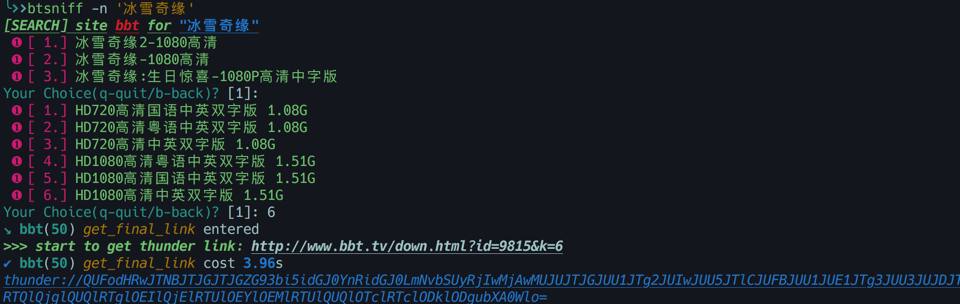 ╰>>btsniff -n '冰雪奇缘'
[SEARCH] site bbt for "冰雪奇缘"
❶ [ 1.] 冰雪奇缘2-1080高清
❶ [ 2.] 冰雪奇缘-1080高清
❶ [ 3.] 冰雪奇缘:生日惊喜-1080P高清中字版
Your Choice(q-quit/b-back)? [1]:
❶ [ 1.] HD720高清国语中英双字版 1.08G
❶ [ 2.] HD720高清粤语中英双字版 1.08G
❶ [ 3.] HD720高清中英双字版 1.08G
❶ [ 4.] HD1080高清粤语中英双字版 1.51G
❶ [ 5.] HD1080高清国语中英双字版 1.51G
❶ [ 6.] HD1080高清中英双字版 1.51G
Your Choice(q-quit/b-back)? [1]: 6
↘ bbt(50) get_final_link entered
>>> start to get thunder link: http://www.bbt.tv/down.html?id=9815&k=6
✔ bbt(50) get_final_link cost 3.96s